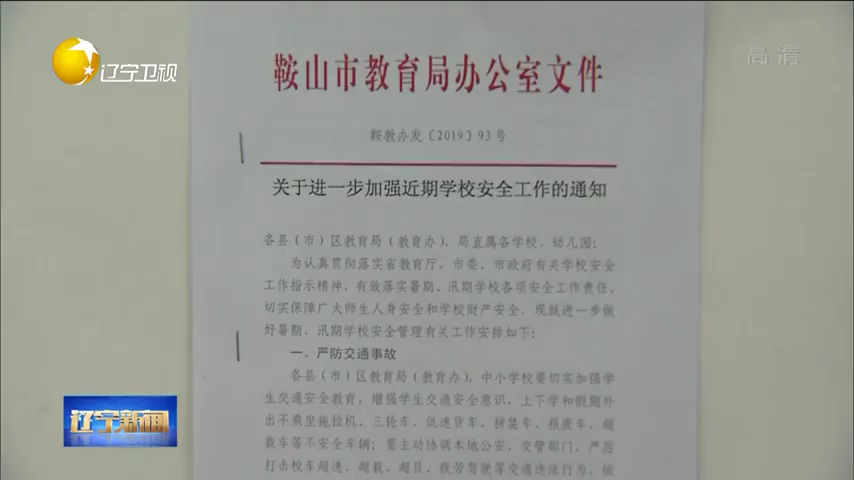 辽宁卫视
高清
鞍山市教育局办公室文件
鞍教办发〔2019〕93号
关于进一步加强近期学校安全工作的通知
各县（市）区教育局（教育办），局直属各学校、幼儿园：
为认真贯彻落实省教育厅、市委、市政府有关学校安全
工作指示精神，有效落实暑期、汛期学校各项安全工作责任，
切实保障广大师生人身安全和学校财产安全，现就进一步做
好暑期、汛期学校安全管理有关工作安排如下：
一、严防交通事故
各县（市）区教育局（教育办），中小学校要切实加强学
生交通安全教育，增强学生交通安全意识，上下学和假期外
出不乘坐拖拉机、三轮车、低速货车、拼装车、报废车、超
载车等不安全车辆；要主动协调本地公安、交管部门，严厉
打击校车超速、超载、超员、疲劳驾驶等交通违法行为，做
辽宁新闻